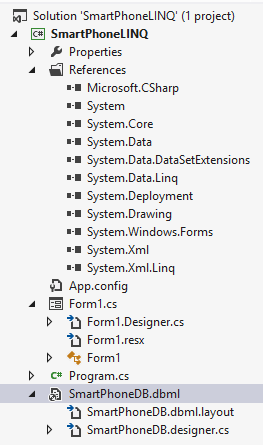 Solution 'SmartPhoneLINQ' (1 project)
C# SmartPhoneLINQ
Properties
References
Microsoft.CSharp
System
System.Core
System.Data
System.Data.DataSetExtensions
System.Data.Linq
System.Deployment
System.Drawing
System.Windows.Forms
System.Xml
System.Xml.Linq
App.config
Form1.cs
Form1.Designer.cs
Form1.resx
Form1
C# Program.cs
SmartPhoneDB.dbml
SmartPhoneDB.dbml.layout
SmartPhoneDB.designer.cs